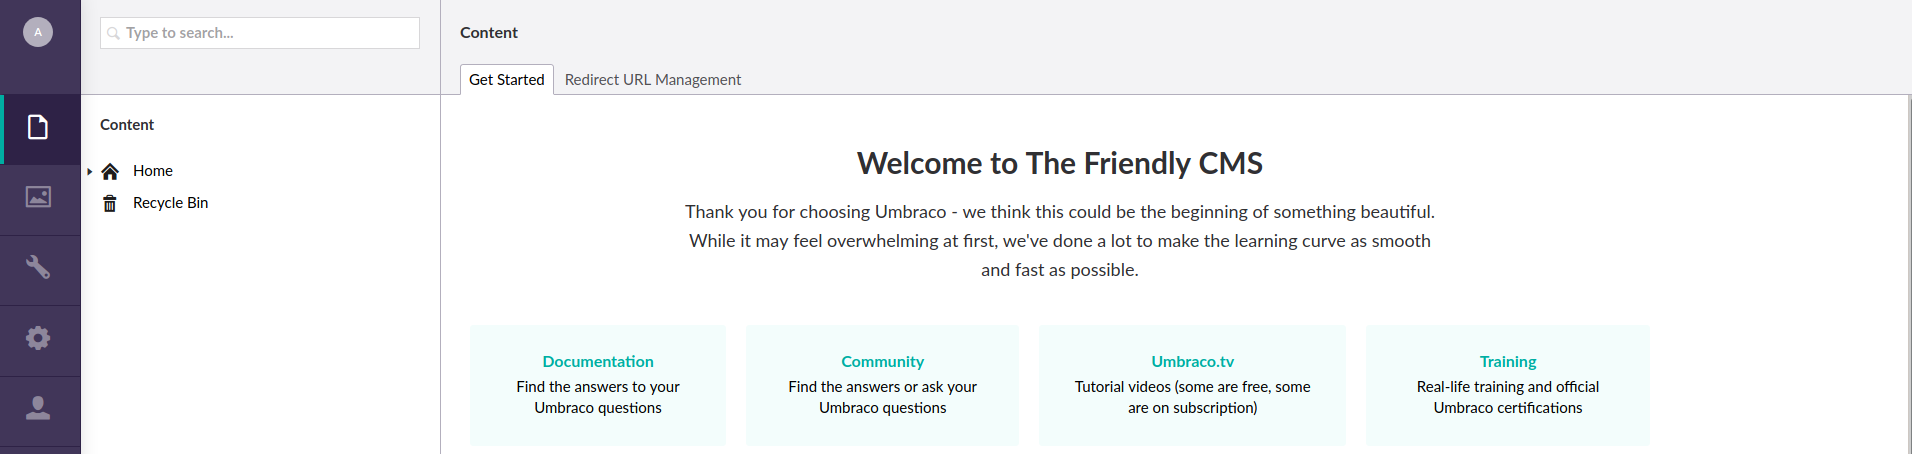 A
Type to search...
Content
Home
Recycle Bin
Content
Get Started
Redirect URL Management
Welcome to The Friendly CMS
Thank you for choosing Umbraco - we think this could be the beginning of something beautiful.
While it may feel overwhelming at first, we've done a lot to make the learning curve as smooth
and fast as possible.
Documentation
Find the answers to your
Umbraco questions
Community
Find the answers or ask your
Umbraco questions
Umbraco.tv
Tutorial videos (some are free, some
are on subscription)
Training
Real-life training and official
Umbraco certifications